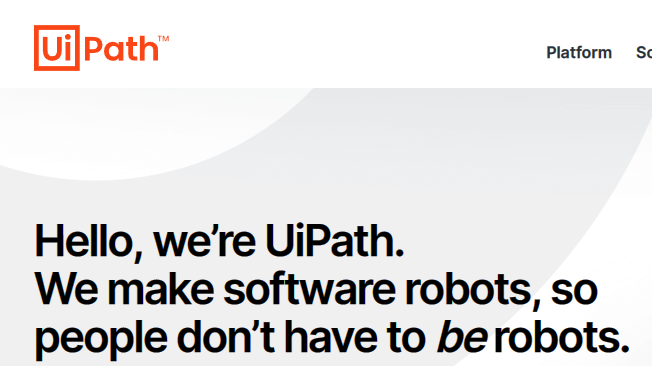 UiPath™
Platform
Hello, we’re UiPath.
We make software robots, so
people don’t have to be robots.